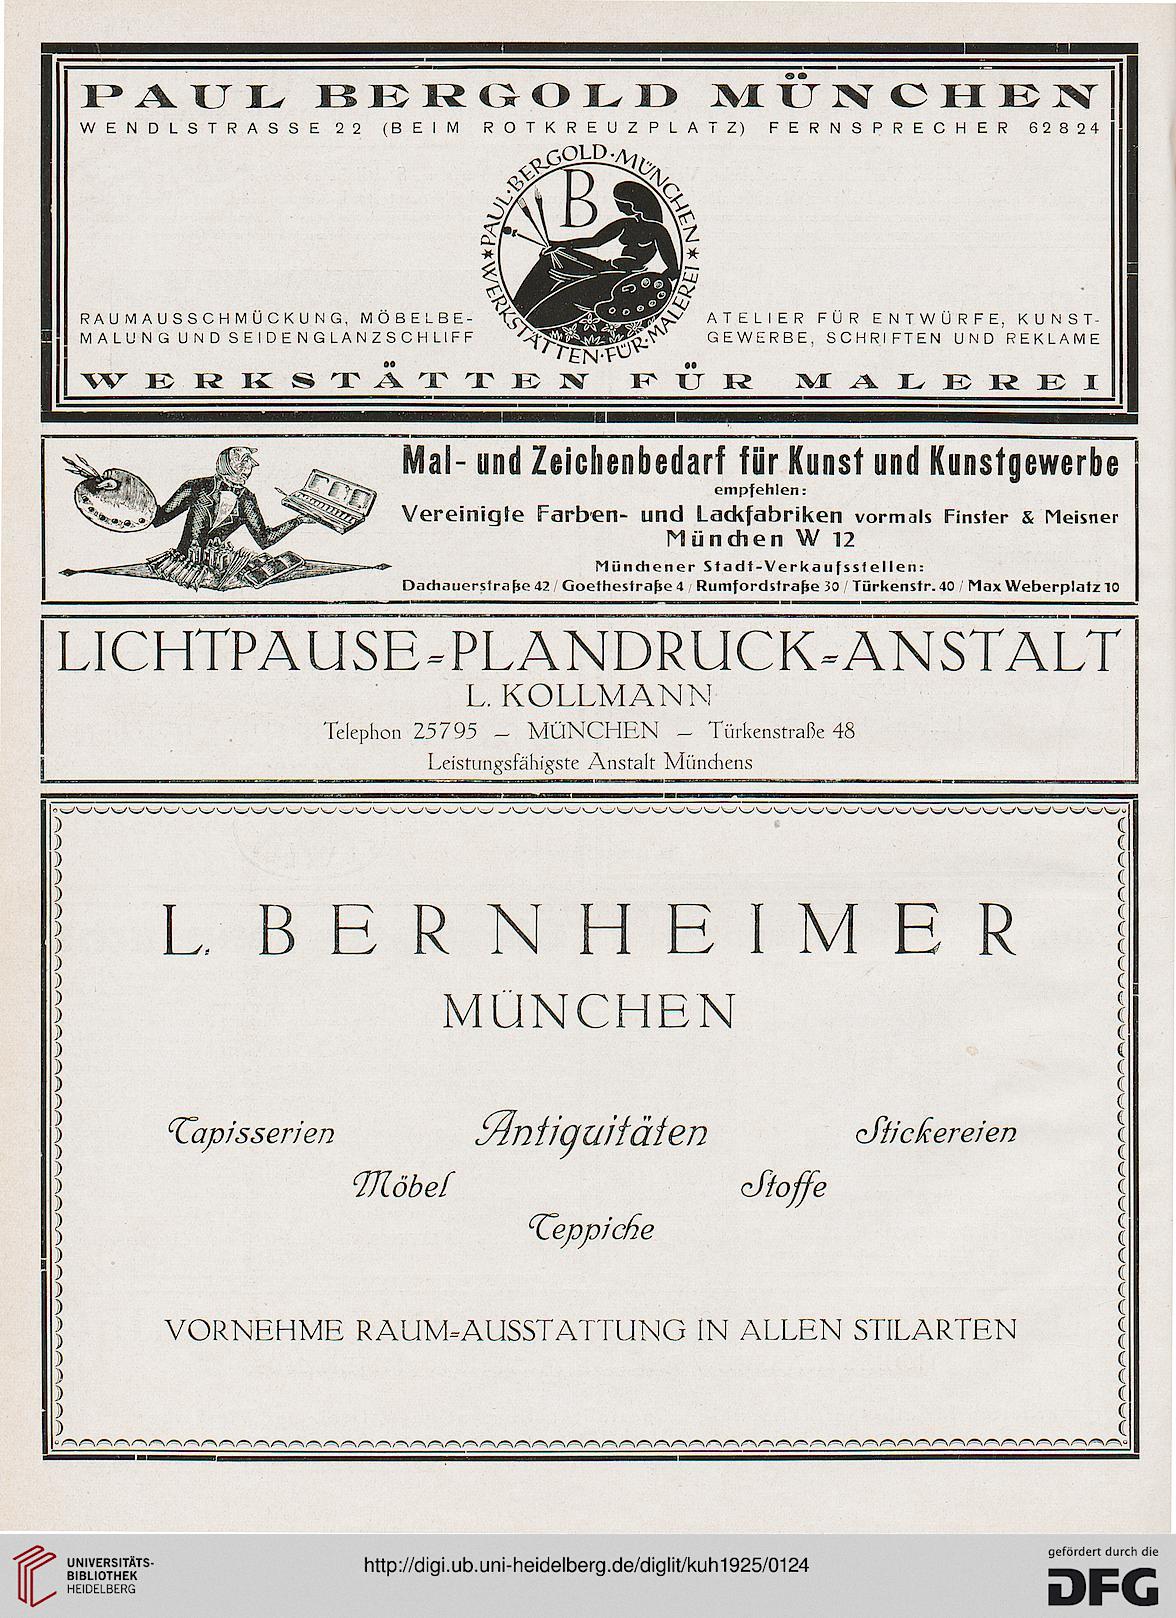 PAUL BERGOLD MÜNCHEN
WENDLSTRASSE 22 (BEIM ROTKREUZPLATZ) FERNSPRECHER 62824
PAUL·BERGOLD·MÜNCHEN
B
WERKSTÄTTEN·FÜR·MALEREI
RAUMAUSSCHMÜCKUNG, MÖBELBE-
MALUNG UND SEIDENGLANZSCHLIFF
ATELIER FÜR ENTWÜRFE, KUNST-
GEWERBE, SCHRIFTEN UND REKLAME
WERKSTÄTTEN FÜR MALEREI
Mal- und Zeichenbedarf für Kunst und Kunstgewerbe
empfehlen:
Vereinigte Farben- und Lackfabriken vormals Finster & Meisner
München W 12
Münchener Stadt-Verkaufsstellen:
Dachauerstraße 42 / Goethestraße 4 / Rumfordstraße 30 / Türkenstr. 40 / Max Weberplatz 10
LICHTPAUSE=PLANDRUCK=ANSTALT
L. KOLLMANN
Telephon 25795 – MÜNCHEN – Türkenstraße 48
Leistungsfähigste Anstalt Münchens
L. BERNHEIMER
MÜNCHEN
Tapisserien Antiquitäten Stickereien
Möbel Stoffe
Teppiche
VORNEHME RAUM=AUSSTATTUNG IN ALLEN STILARTEN
UNIVERSITÄTS-
BIBLIOTHEK
HEIDELBERG
http://digi.ub.uni-heidelberg.de/diglit/kuh1925/0124
gefördert durch die
DFG